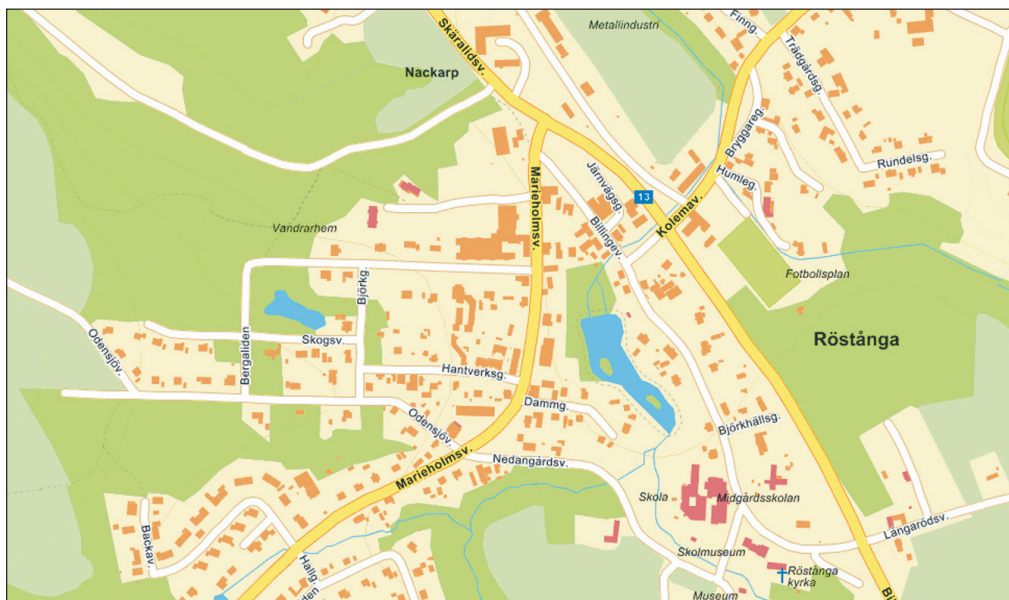 Skäralidsv.
Metallindustri
Finng.
Trädgårdsg.
Nackarp
Bryggareg.
Rundelsg.
Järnvägsg.
Humleg.
Marieholmsv.
13
Kolemav.
Vandrarhem
Billingev.
Björkg.
Fotbollsplan
Röstånga
Odensjöv.
Bergaliden
Skogsv.
Hantverksg.
Dammg.
Odensjöv.
Björkhällsg.
Marieholmsv.
Nedangårdsv.
Skola
Midgårdsskolan
Långarödsv.
Backav.
Skolmuseum
Hallg.
Röstånga
kyrka
Museum